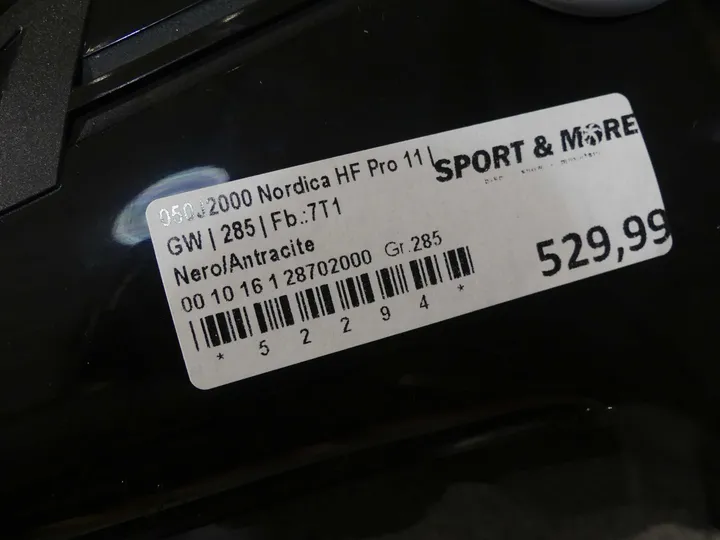 SPORT & MORE
050J2000 Nordica HF Pro 11|
GW | 285 | Fb.:7T1
Nero/Antracite
00 10 16 1 28702000 Gr.285
529,99
* 5 2 2 9 4 *